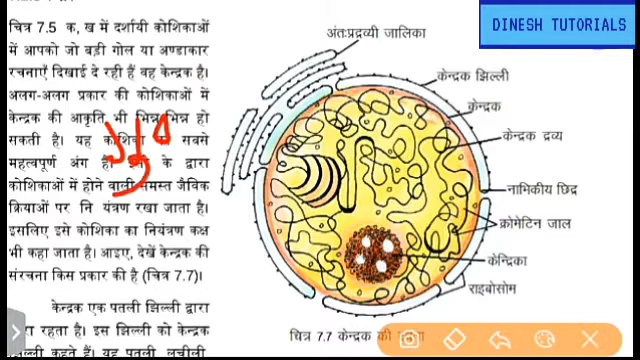 DINESH TUTORIALS
चित्र 7.5 क, ख में दर्शायी कोशिकाओं
में आपको जो बड़ी गोल या अण्डाकार
रचनाएँ दिखाई दे रही हैं वह केन्द्रक है।
अलग-अलग प्रकार की कोशिकाओं में
केन्द्रक की आकृति भी भिन्न भिन्न हो
सकती है। यह कोशिका सबसे
महत्वपूर्ण अंग है। के द्वारा
कोशिकाओं में होने वाली समस्त जैविक
क्रियाओं पर नि यंत्रण रखा जाता है।
इसलिए इसे कोशिका का नियंत्रण कक्ष
भी कहा जाता है। आइए, देखें केन्द्रक की
संरचना किस प्रकार की है (चित्र 7.7)।
केन्द्रक एक पतली झिल्ली द्वारा
रहता है। इस झिल्ली को केन्द्रक
कहते हैं। यह पतली, लचीली,
अंतःप्रद्रव्यी जालिका
केन्द्रक झिल्ली
केन्द्रक
केन्द्रक द्रव्य
नाभिकीय छिद्र
क्रोमेटिन जाल
केन्द्रिका
राइबोसोम
चित्र 7.7 केन्द्रक की